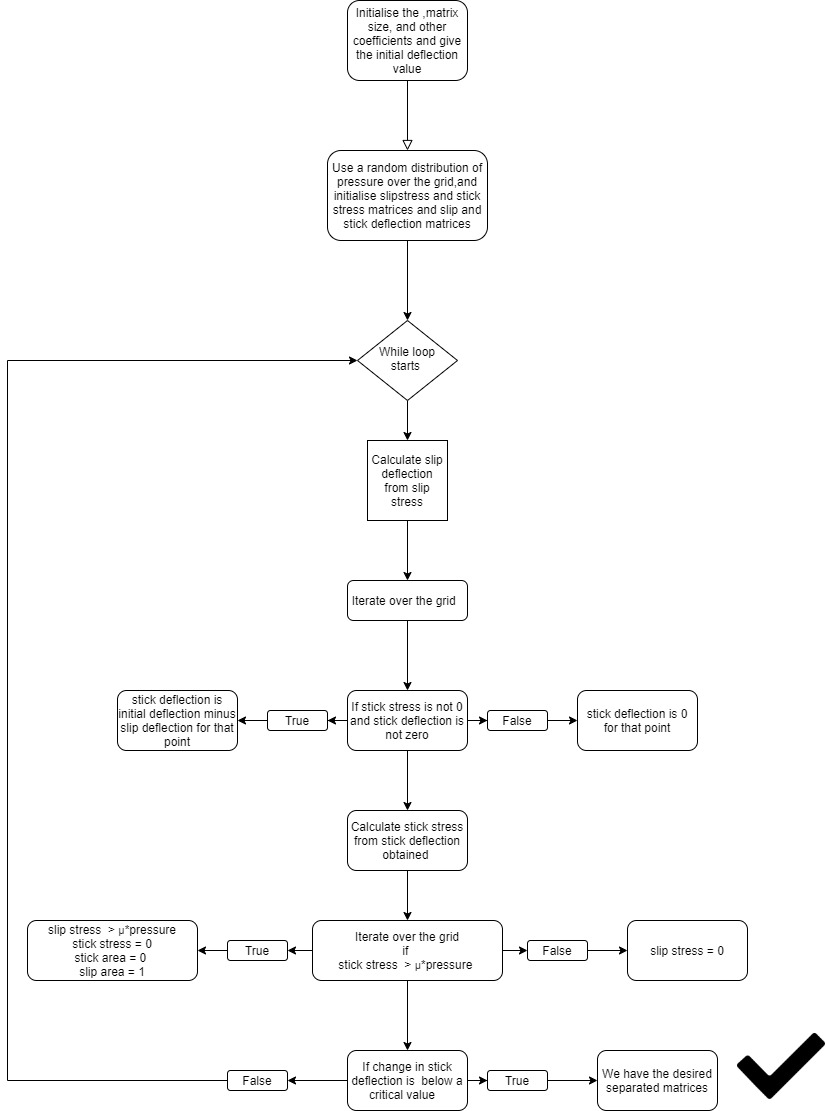 Initialise the ,matrix
size, and other
coefficients and give
the initial deflection
value
Use a random distribution of
pressure over the grid,and
initialise slipstress and stick
stress matrices and slip and
stick deflection matrices
While loop
starts
Calculate slip
deflection
from slip
stress
Iterate over the grid
stick deflection is
initial deflection minus
slip deflection for that
point
True
If stick stress is not 0
and stick deflection is
not zero
False
stick deflection is 0
for that point
Calculate stick stress
from stick deflection
obtained
slip stress > μ*pressure
stick stress = 0
stick area = 0
slip area = 1
True
Iterate over the grid
if
stick stress > μ*pressure
False
slip stress = 0
False
If change in stick
deflection is below a
critical value
True
We have the desired
separated matrices